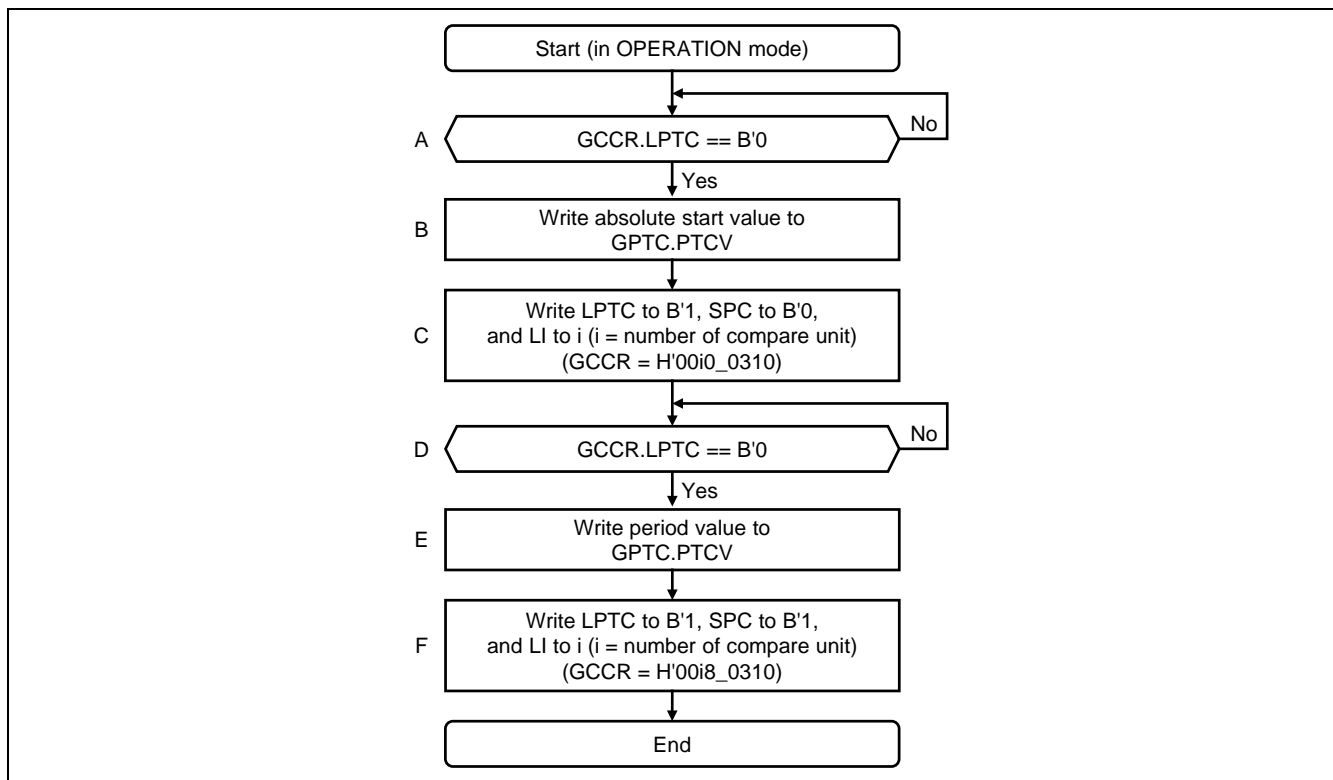 Start (in OPERATION mode)
No
A
GCCR.LPTC == B'0
Yes
B
Write absolute start value to
GPTC.PTCV
C
Write LPTC to B'1, SPC to B'0,
and LI to i (i = number of compare unit)
(GCCR = H'00i0_0310)
No
D
GCCR.LPTC == B'0
Yes
E
Write period value to
GPTC.PTCV
F
Write LPTC to B'1, SPC to B'1,
and LI to i (i = number of compare unit)
(GCCR = H'00i8_0310)
End